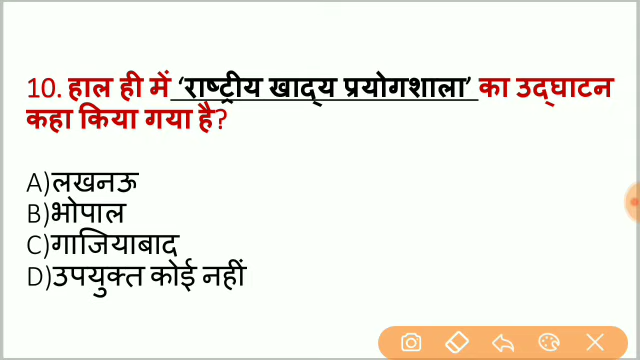 10. हाल ही में ‘राष्ट्रीय खाद्य प्रयोगशाला’ का उद्घाटन
कहा किया गया है?
A)लखनऊ
B)भोपाल
C)गाजियाबाद
D)उपयुक्त कोई नहीं